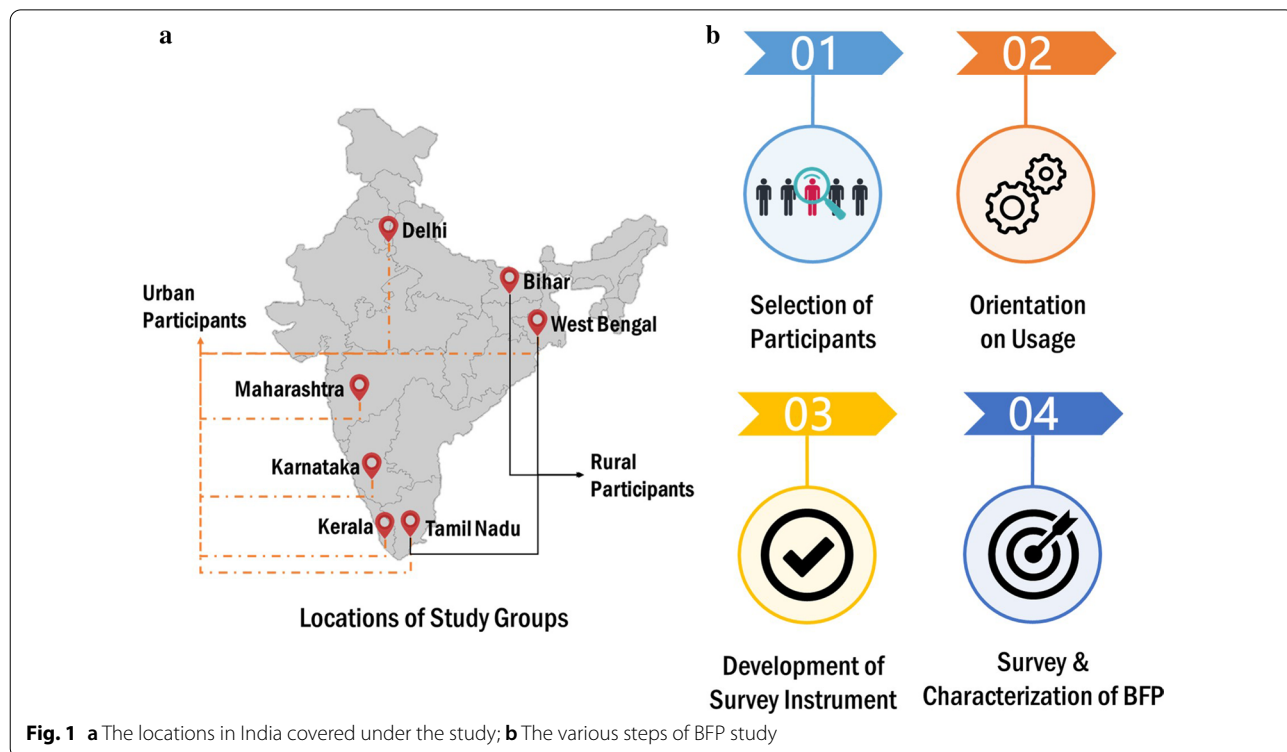 a
Delhi
Bihar
Urban
Participants
West Bengal
Maharashtra
Karnataka
Rural
Participants
Kerala
Tamil Nadu
Locations of Study Groups
b
01
02
Selection of
Participants
Orientation
on Usage
03
04
Development of
Survey Instrument
Survey &
Characterization of BFP
Fig. 1 a The locations in India covered under the study; b The various steps of BFP study